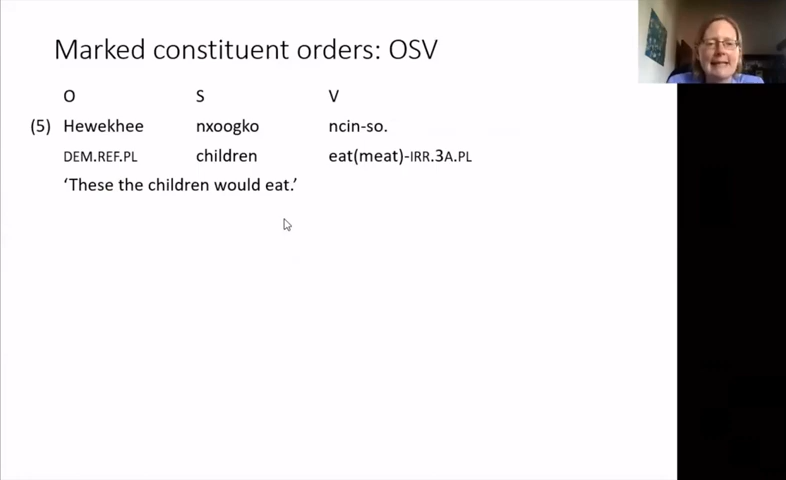 Marked constituent orders: OSV
O S V
(5) Hewekhee nxoogko ncin-so.
DEM.REF.PL children eat(meat)-IRR.3A.PL
‘These the children would eat.’